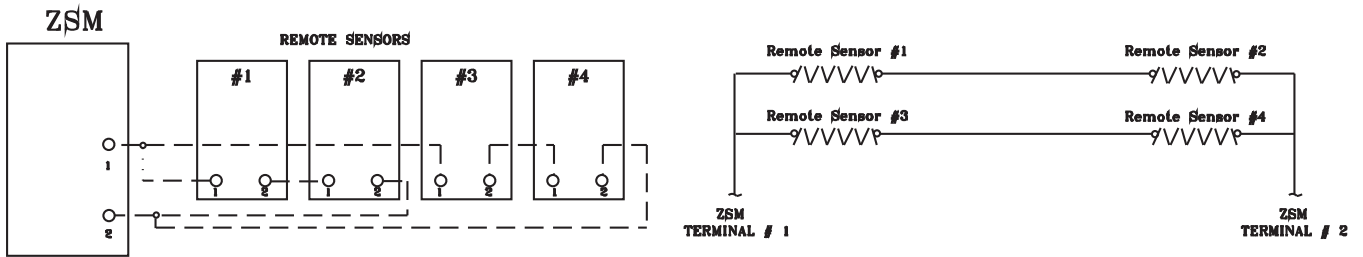 ZSM
REMOTE SENSORS
#1 #2 #3 #4
1
1 2 1 2 1 2 1 2
2
Remote Sensor #1
Remote Sensor #2
Remote Sensor #3
Remote Sensor #4
ZSM
TERMINAL # 1
ZSM
TERMINAL # 2